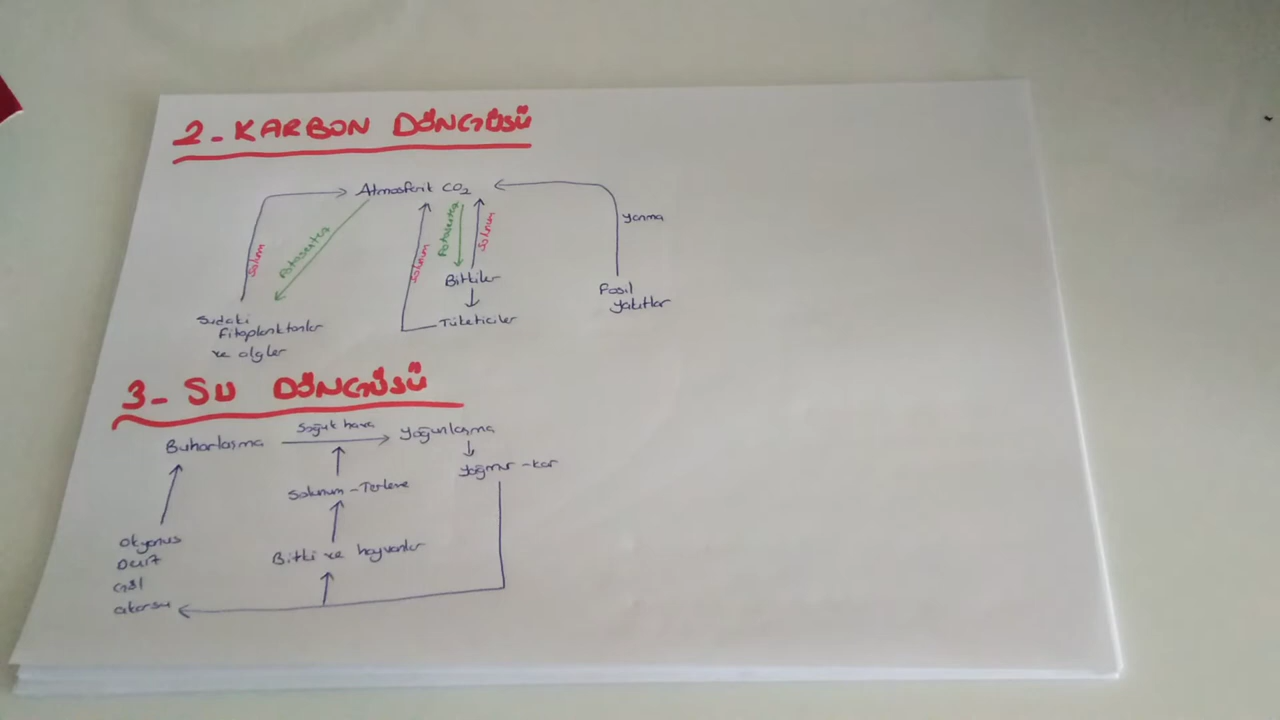 2- KARBON DÖNGÜSÜ
Atmosferik CO₂
Solunum
Fotosentez
Solunum
Fotosentez
Solunum
yanma
Bitkiler
Tüketiciler
Fosil
yakıtlar
Sudaki
fitoplanktonlar
ve algler
3- SU DÖNGÜSÜ
Buharlaşma
Soğuk hava
yoğunlaşma
yağmur - kar
Solunum - Terleme
Bitki ve hayvanlar
Okyanus
Deniz
Göl
akarsu